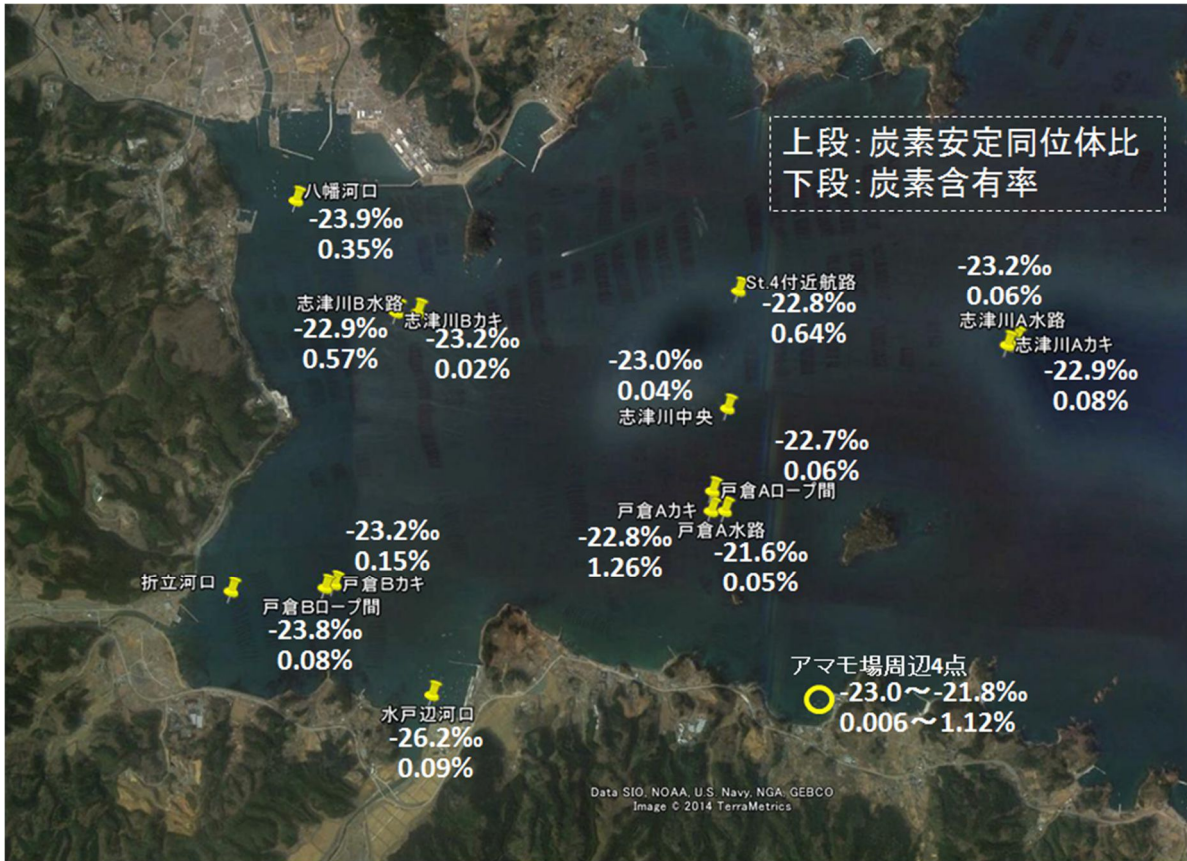 上段：炭素安定同位体比
下段：炭素含有率
八幡河口
-23.9‰
0.35%
志津川B水路
-22.9‰
0.57%
志津川Bカキ
-23.2‰
0.02%
St.4付近航路
-22.8‰
0.64%
-23.2‰
0.06%
志津川A水路
志津川Aカキ
-22.9‰
0.08%
-23.0‰
0.04%
志津川中央
-22.7‰
0.06%
戸倉Aロープ間
戸倉Aカキ
-22.8‰
1.26%
戸倉A水路
-21.6‰
0.05%
-23.2‰
0.15%
戸倉Bカキ
折立河口
戸倉Bロープ間
-23.8‰
0.08%
水戸辺河口
-26.2‰
0.09%
アマモ場周辺4点
-23.0～-21.8‰
0.006～1.12%
Data SIO, NOAA, U.S. Navy, NGA, GEBCO
Image © 2014 TerraMetrics